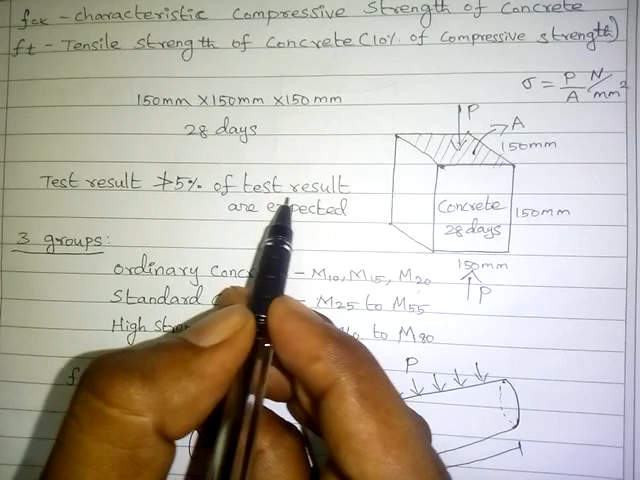 fck - characteristic Compressive Strength of Concrete
ft - Tensile strength of Concrete (10% of compressive strength)
σ = P/A N/mm²
150mm X 150mm X 150mm
28 days
P
A
150mm
Test result ≯5% of test result
are expected
Concrete
28 days
150mm
150mm
P
3 groups:
Ordinary - M10, M15, M20
Standard - M25 to M55
High to M80
P